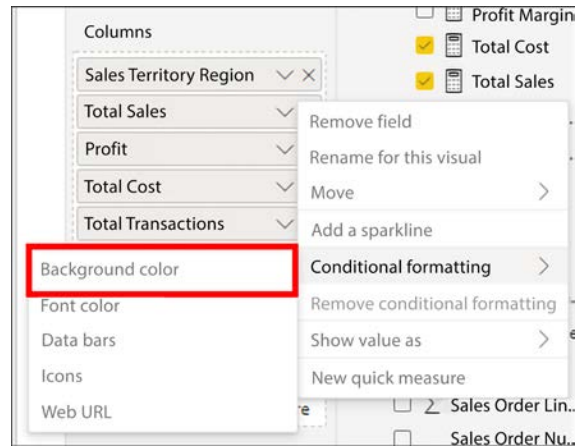 Columns
Sales Territory Region
Total Sales
Profit
Total Cost
Total Transactions
Profit Margin
Total Cost
Total Sales
Remove field
Rename for this visual
Move
Add a sparkline
Conditional formatting
Remove conditional formatting
Show value as
New quick measure
Background color
Font color
Data bars
Icons
Web URL
Sales Order Lin..
Sales Order Nu..